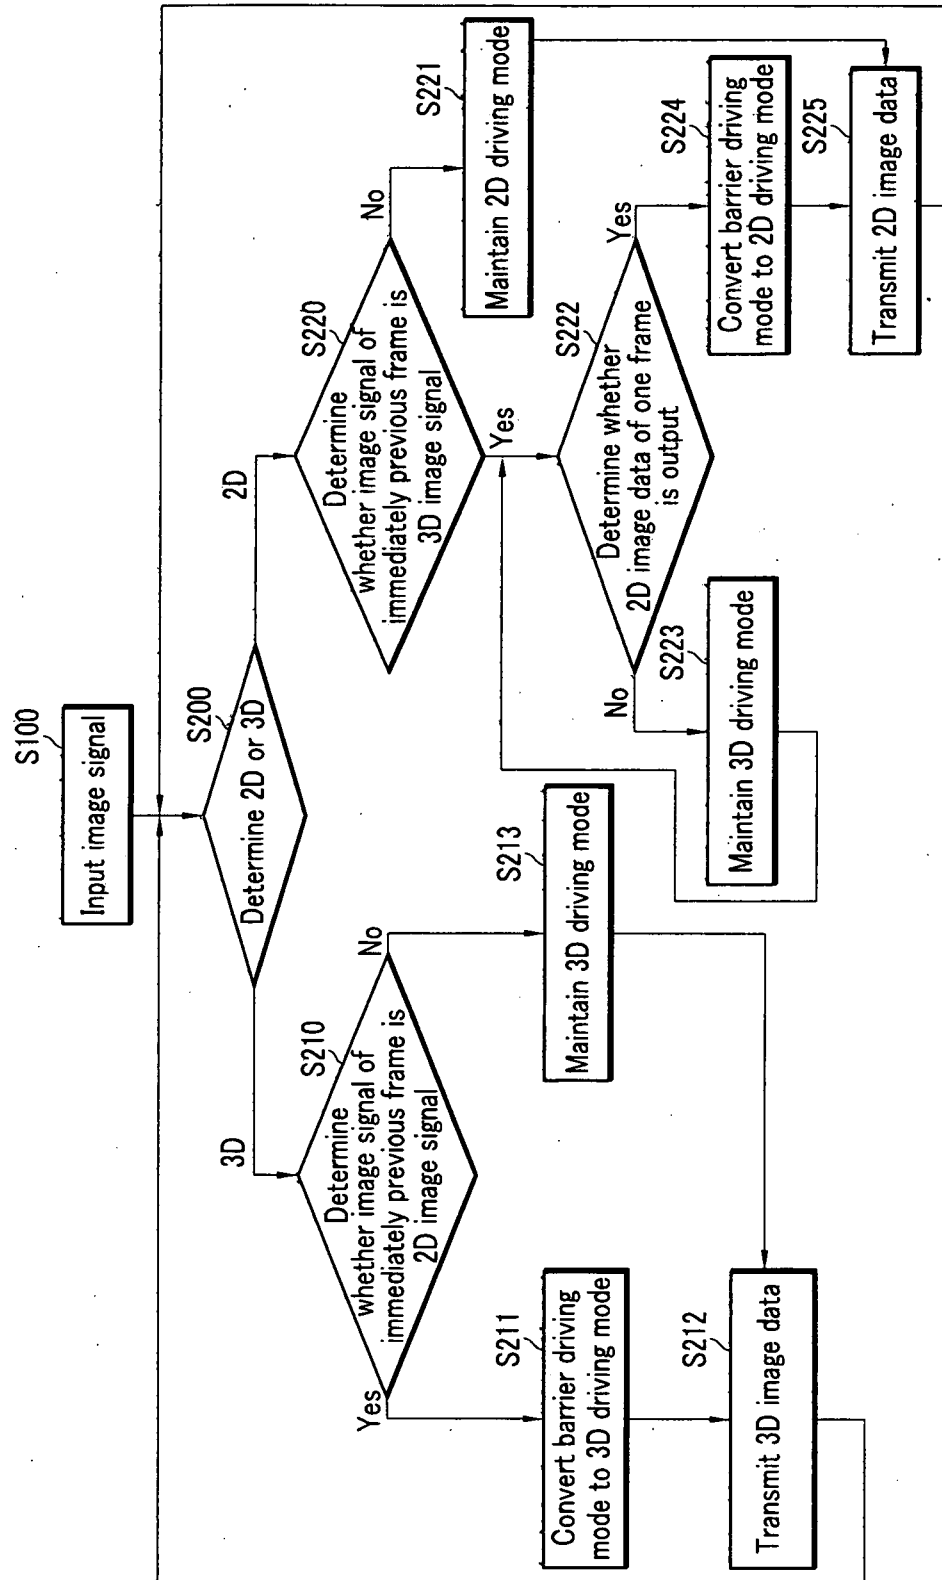 S100
Input image signal
S200
Determine 2D or 3D
3D
2D
S210
Determine
whether image signal of
immediately previous frame is
2D image signal
Yes
No
S211
Convert barrier driving
mode to 3D driving mode
S213
Maintain 3D driving mode
S212
Transmit 3D image data
S220
Determine
whether image signal of
immediately previous frame is
3D image signal
No
Yes
S221
Maintain 2D driving mode
S222
Determine whether
2D image data of one frame
is output
No
Yes
S223
Maintain 3D driving mode
S224
Convert barrier driving
mode to 2D driving mode
S225
Transmit 2D image data